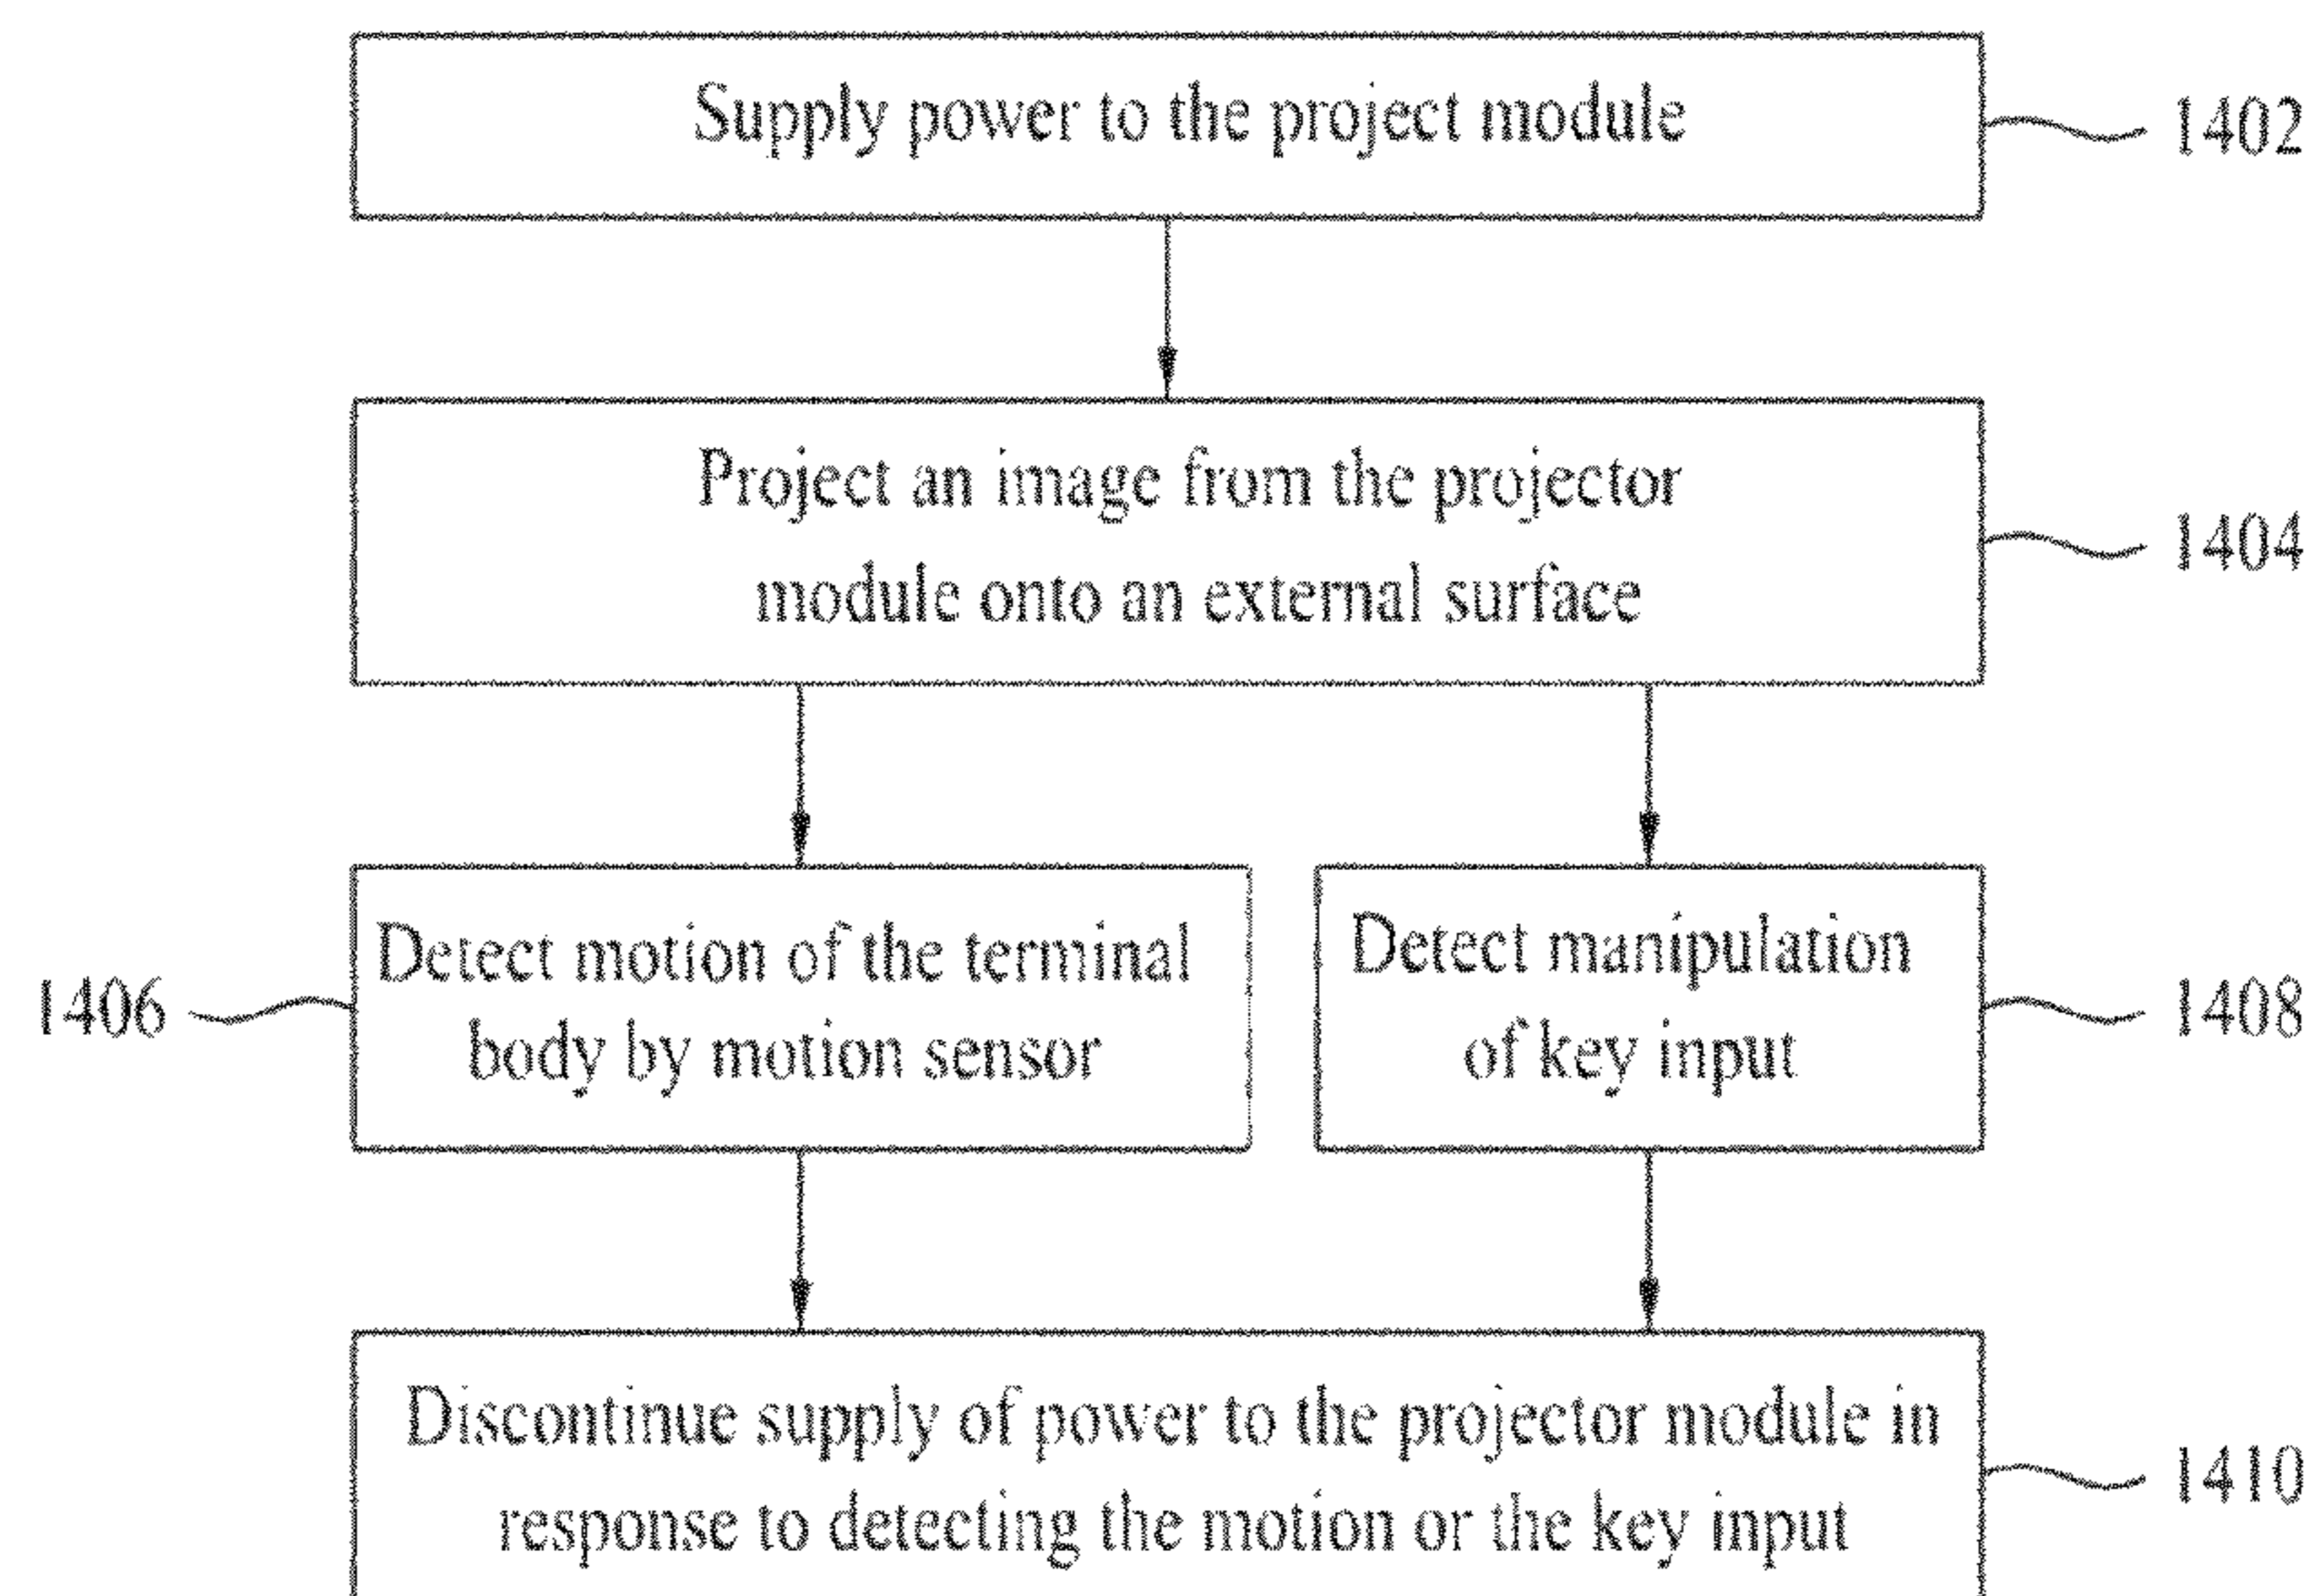 Supply power to the project module
1402
Project an image from the projector
module onto an external surface
1404
Detect motion of the terminal
body by motion sensor
1406
Detect manipulation
of key input
1408
Discontinue supply of power to the projector module in
response to detecting the motion or the key input
1410